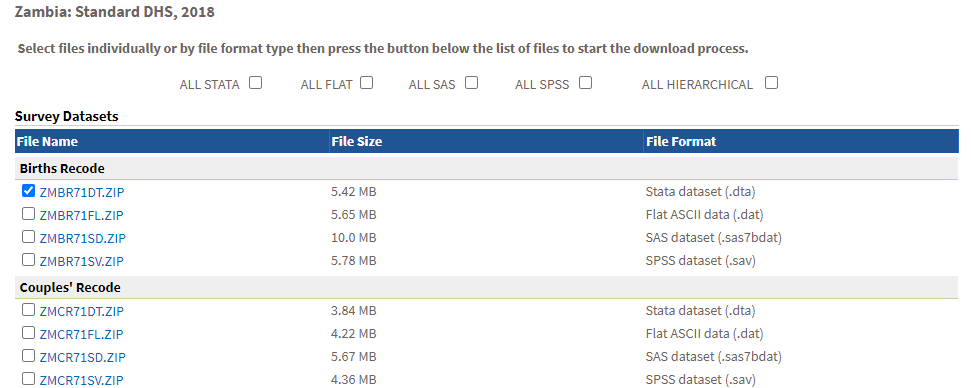 Zambia: Standard DHS, 2018
Select files individually or by file format type then press the button below the list of files to start the download process.
ALL STATA ALL FLAT ALL SAS ALL SPSS ALL HIERARCHICAL
Survey Datasets
File Name File Size File Format
Births Recode
ZMBR71DT.ZIP 5.42 MB Stata dataset (.dta)
ZMBR71FL.ZIP 5.65 MB Flat ASCII data (.dat)
ZMBR71SD.ZIP 10.0 MB SAS dataset (.sas7bdat)
ZMBR71SV.ZIP 5.78 MB SPSS dataset (.sav)
Couples' Recode
ZMCR71DT.ZIP 3.84 MB Stata dataset (.dta)
ZMCR71FL.ZIP 4.22 MB Flat ASCII data (.dat)
ZMCR71SD.ZIP 5.67 MB SAS dataset (.sas7bdat)
ZMCR71SV.ZIP 4.36 MB SPSS dataset (.sav)